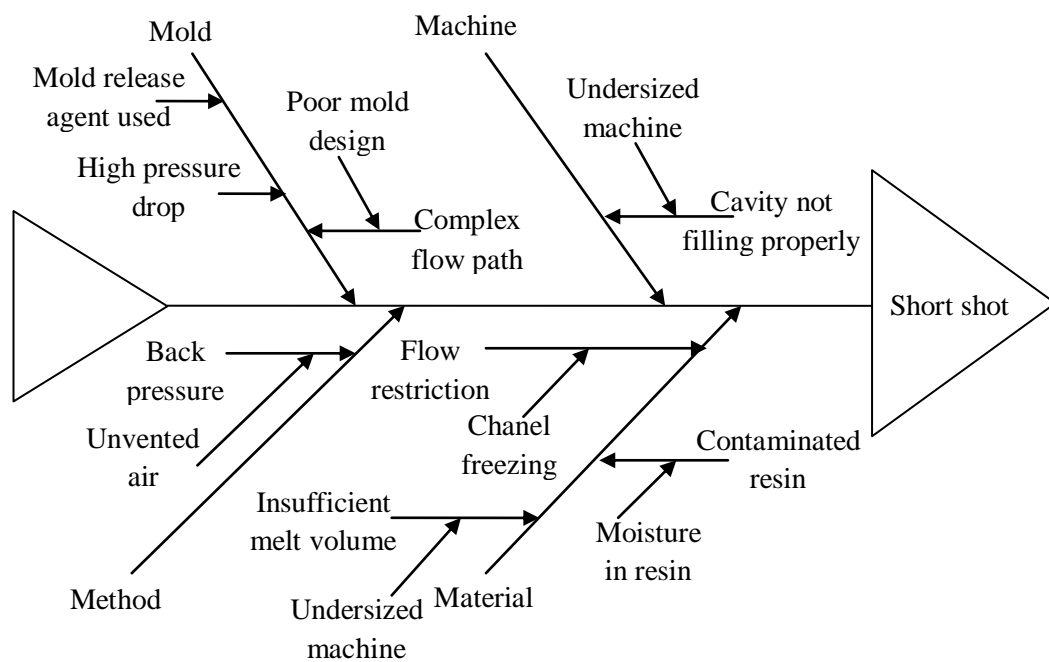 Mold
Machine
Mold release
agent used
Poor mold
design
Undersized
machine
High pressure
drop
Complex
flow path
Cavity not
filling properly
Short shot
Back
pressure
Flow
restriction
Unvented
air
Chanel
freezing
Contaminated
resin
Insufficient
melt volume
Moisture
in resin
Method
Undersized
machine
Material